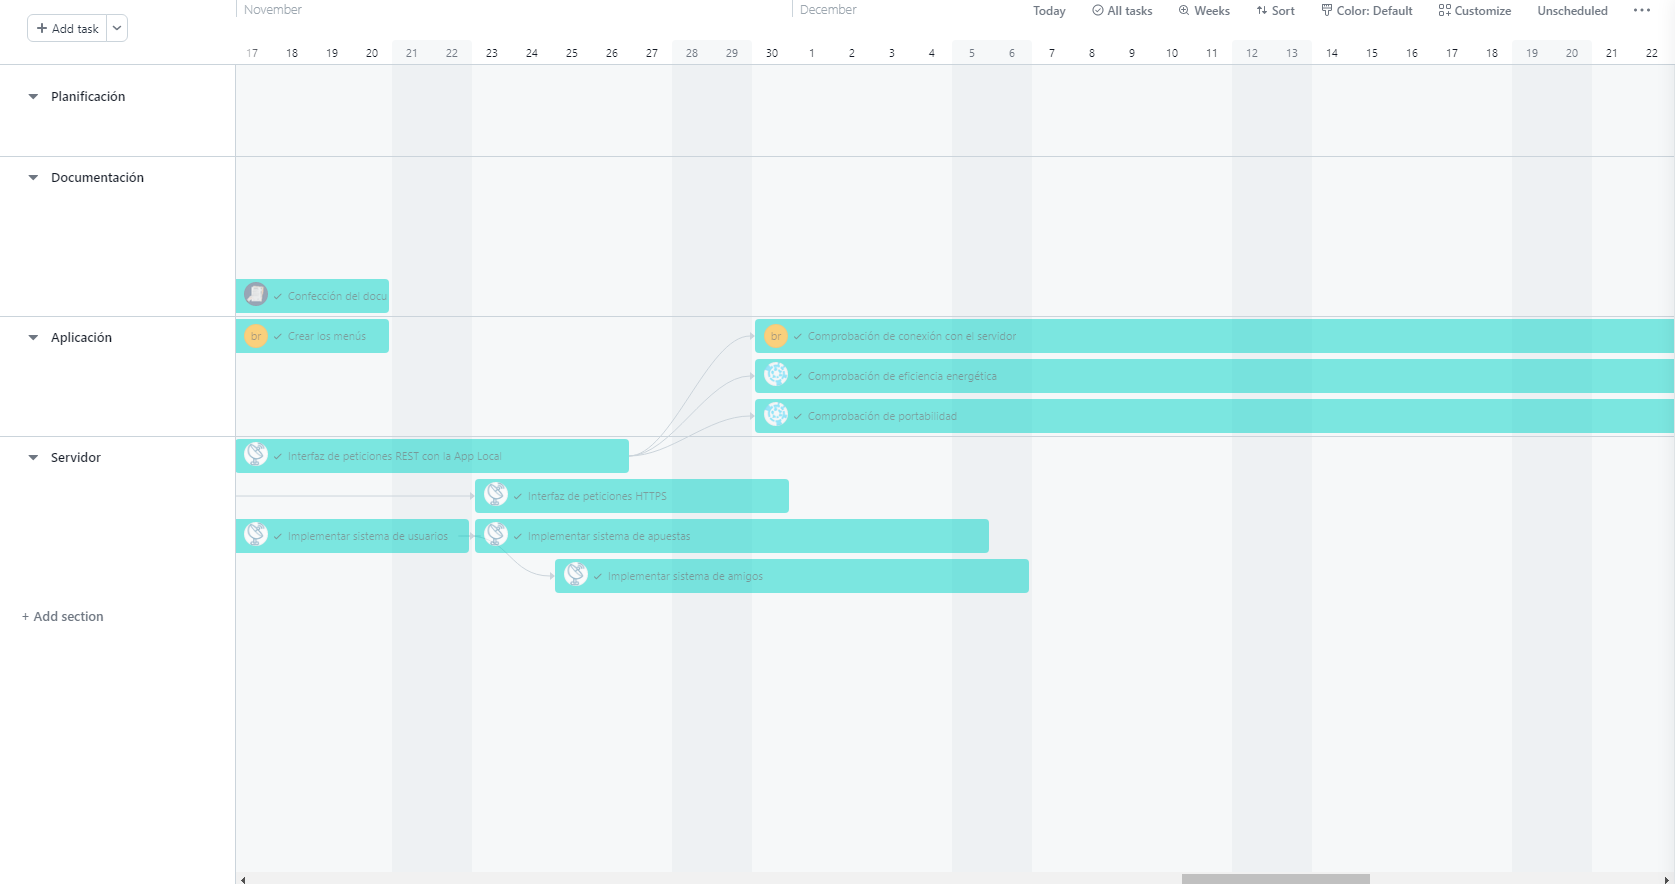 November
December
Today
All tasks
Weeks
Sort
Color: Default
Customize
Unscheduled
+ Add task
17 18 19 20 21 22 23 24 25 26 27 28 29 30 1 2 3 4 5 6 7 8 9 10 11 12 13 14 15 16 17 18 19 20 21 22
Planificación
Documentación
Confección del docu
Aplicación
br
Crear los menús
br
Comprobación de conexión con el servidor
Comprobación de eficiencia energética
Comprobación de portabilidad
Servidor
Interfaz de peticiones REST con la App Local
Interfaz de peticiones HTTPS
Implementar sistema de usuarios
Implementar sistema de apuestas
Implementar sistema de amigos
+ Add section